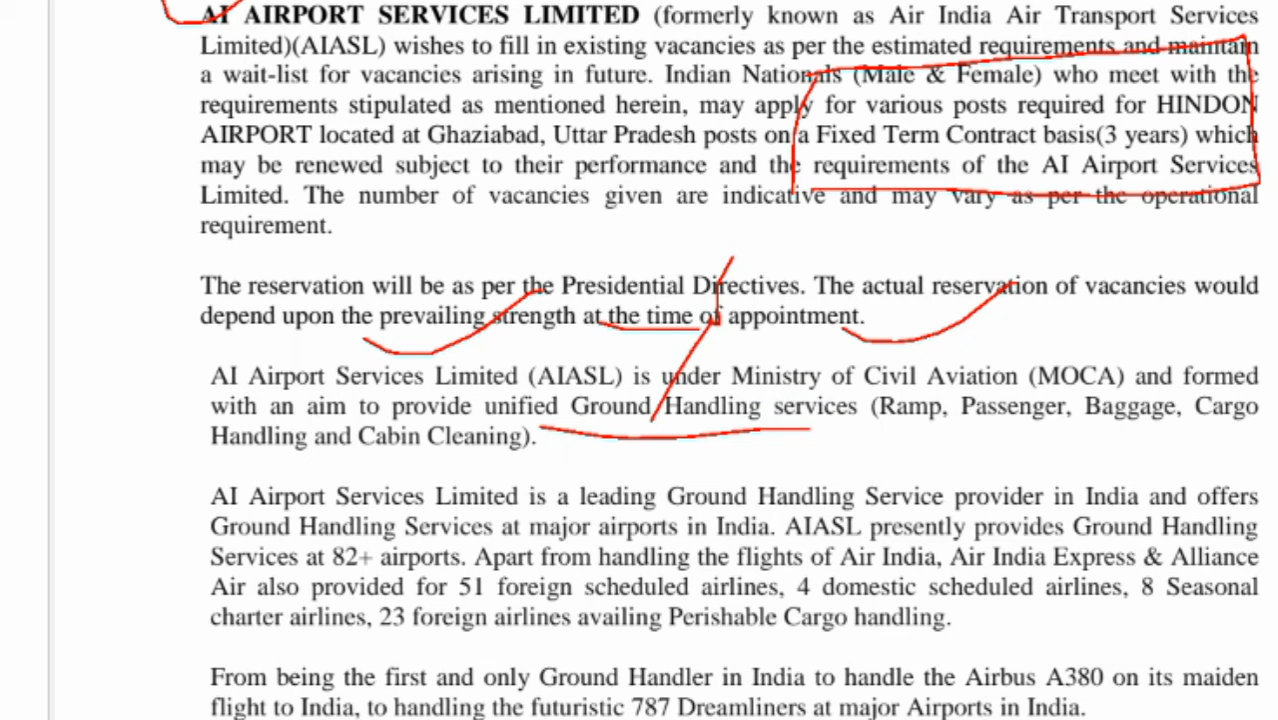 AI AIRPORT SERVICES LIMITED (formerly known as Air India Air Transport Services
Limited)(AIASL) wishes to fill in existing vacancies as per the estimated requirements and maintain
a wait-list for vacancies arising in future. Indian Nationals (Male & Female) who meet with the
requirements stipulated as mentioned herein, may apply for various posts required for HINDON
AIRPORT located at Ghaziabad, Uttar Pradesh posts on a Fixed Term Contract basis(3 years) which
may be renewed subject to their performance and the requirements of the AI Airport Services
Limited. The number of vacancies given are indicative and may vary as per the operational
requirement.
The reservation will be as per the Presidential Directives. The actual reservation of vacancies would
depend upon the prevailing strength at the time of appointment.
AI Airport Services Limited (AIASL) is under Ministry of Civil Aviation (MOCA) and formed
with an aim to provide unified Ground Handling services (Ramp, Passenger, Baggage, Cargo
Handling and Cabin Cleaning).
AI Airport Services Limited is a leading Ground Handling Service provider in India and offers
Ground Handling Services at major airports in India. AIASL presently provides Ground Handling
Services at 82+ airports. Apart from handling the flights of Air India, Air India Express & Alliance
Air also provided for 51 foreign scheduled airlines, 4 domestic scheduled airlines, 8 Seasonal
charter airlines, 23 foreign airlines availing Perishable Cargo handling.
From being the first and only Ground Handler in India to handle the Airbus A380 on its maiden
flight to India, to handling the futuristic 787 Dreamliners at major Airports in India.